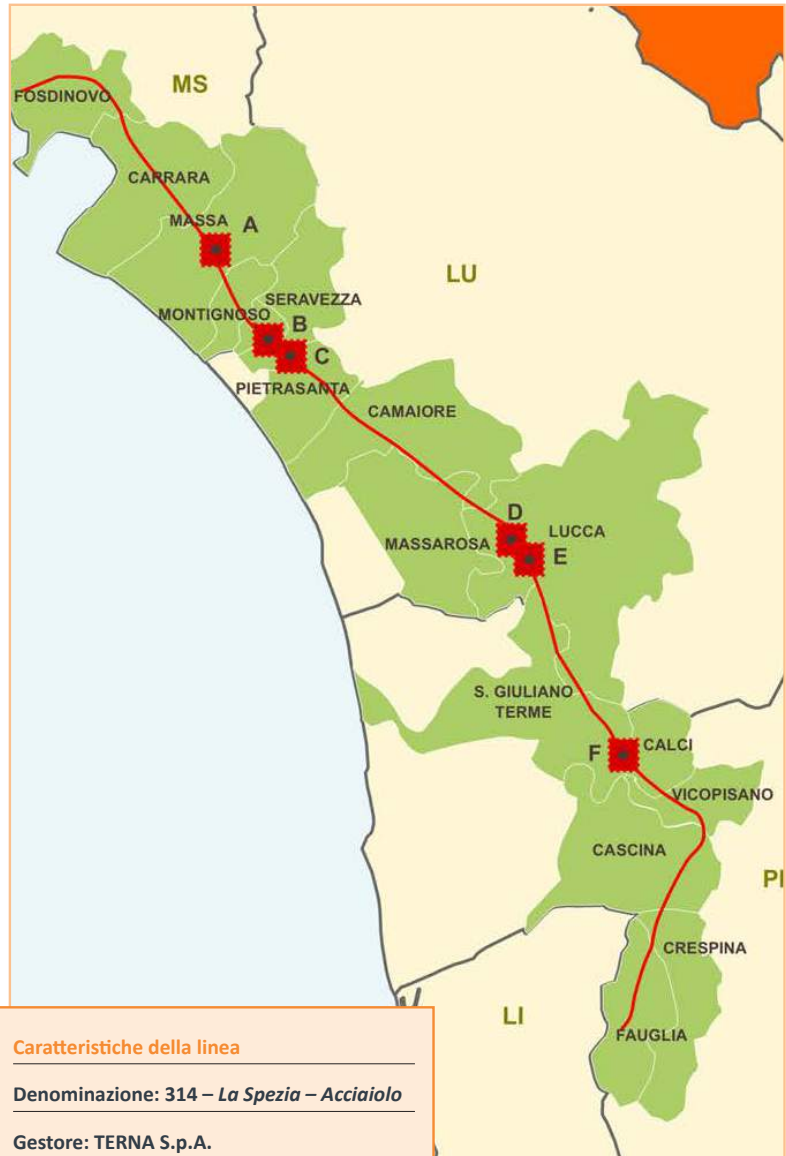 MS
FOSDINOVO
CARRARA
MASSA
A
LU
SERAVEZZA
MONTIGNOSO
B
C
PIETRASANTA
CAMAIORE
D
LUCCA
MASSAROSA
E
S. GIULIANO
TERME
F
CALCI
VICOPISANO
CASCINA
PI
CRESPINA
LI
FAUGLIA
Caratteristiche della linea
Denominazione: 314 – La Spezia – Acciaiolo
Gestore: TERNA S.p.A.